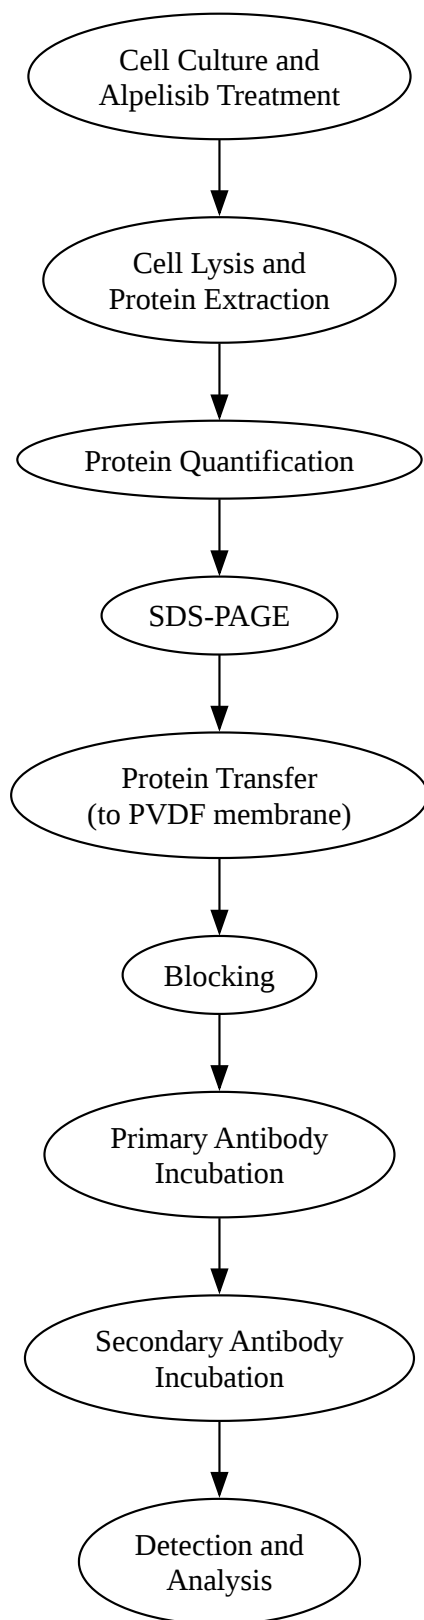 Cell Culture and
Alpelisib Treatment
Cell Lysis and
Protein Extraction
Protein Quantification
SDS-PAGE
Protein Transfer
(to PVDF membrane)
Blocking
Primary Antibody
Incubation
Secondary Antibody
Incubation
Detection and
Analysis